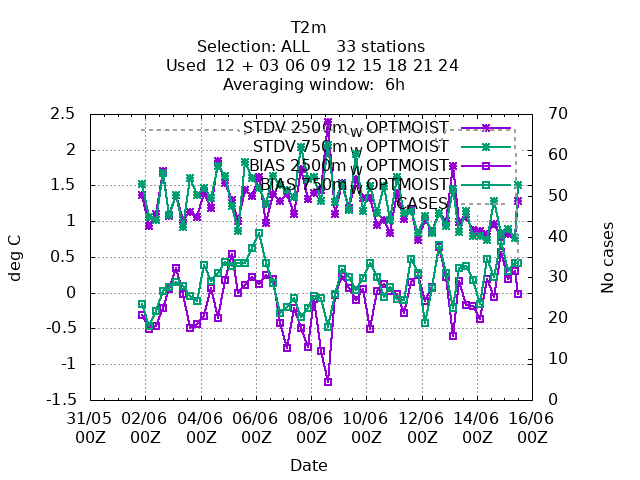 T2m
Selection: ALL     33 stations
Used  12 + 03 06 09 12 15 18 21 24
Averaging window:  6h
STDV 2500m_W OPTMOIST
STDV 750m_W OPTMOIST
BIAS 2500m_W OPTMOIST
BIAS 750m_W OPTMOIST
CASES
2.5
2
1.5
1
0.5
0
-0.5
-1
-1.5
deg C
70
60
50
40
30
20
10
0
No cases
31/05 02/06 04/06 06/06 08/06 10/06 12/06 14/06 16/06
00Z 00Z 00Z 00Z 00Z 00Z 00Z 00Z 00Z
Date